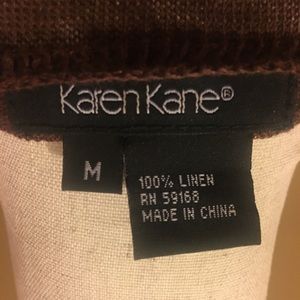 Karen Kane®
M
100% LINEN
RN 59168
MADE IN CHINA